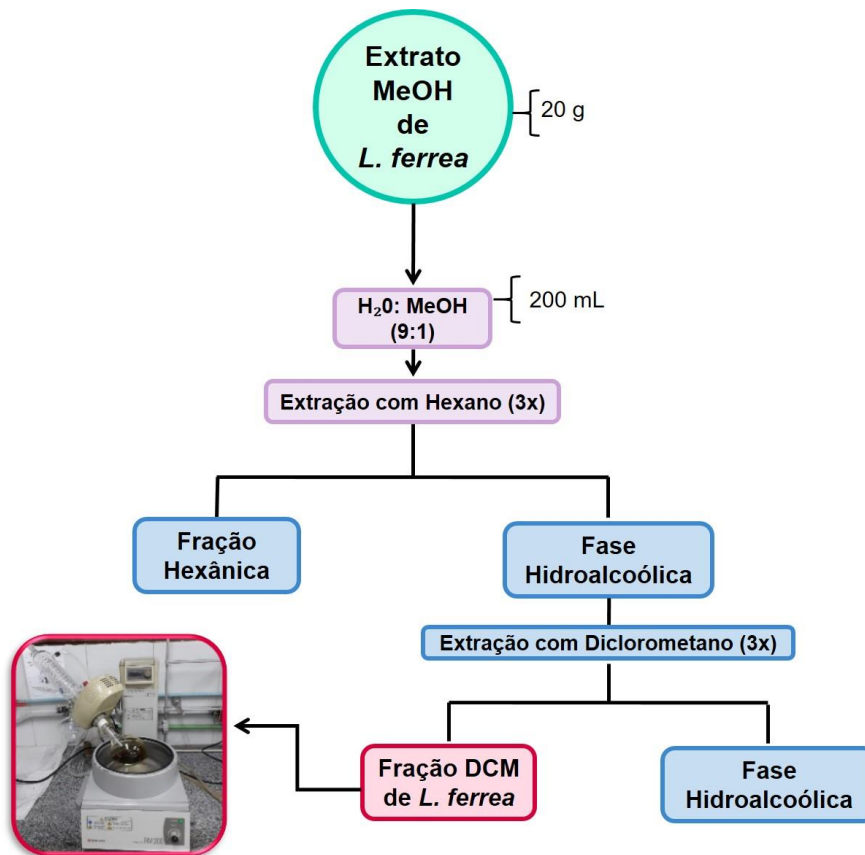 Extrato
MeOH
de
L. ferrea
20 g
H₂0: MeOH
(9:1)
200 mL
Extração com Hexano (3x)
Fração
Hexânica
Fase
Hidroalcoólica
Extração com Diclorometano (3x)
Fração DCM
de L. ferrea
Fase
Hidroalcoólica